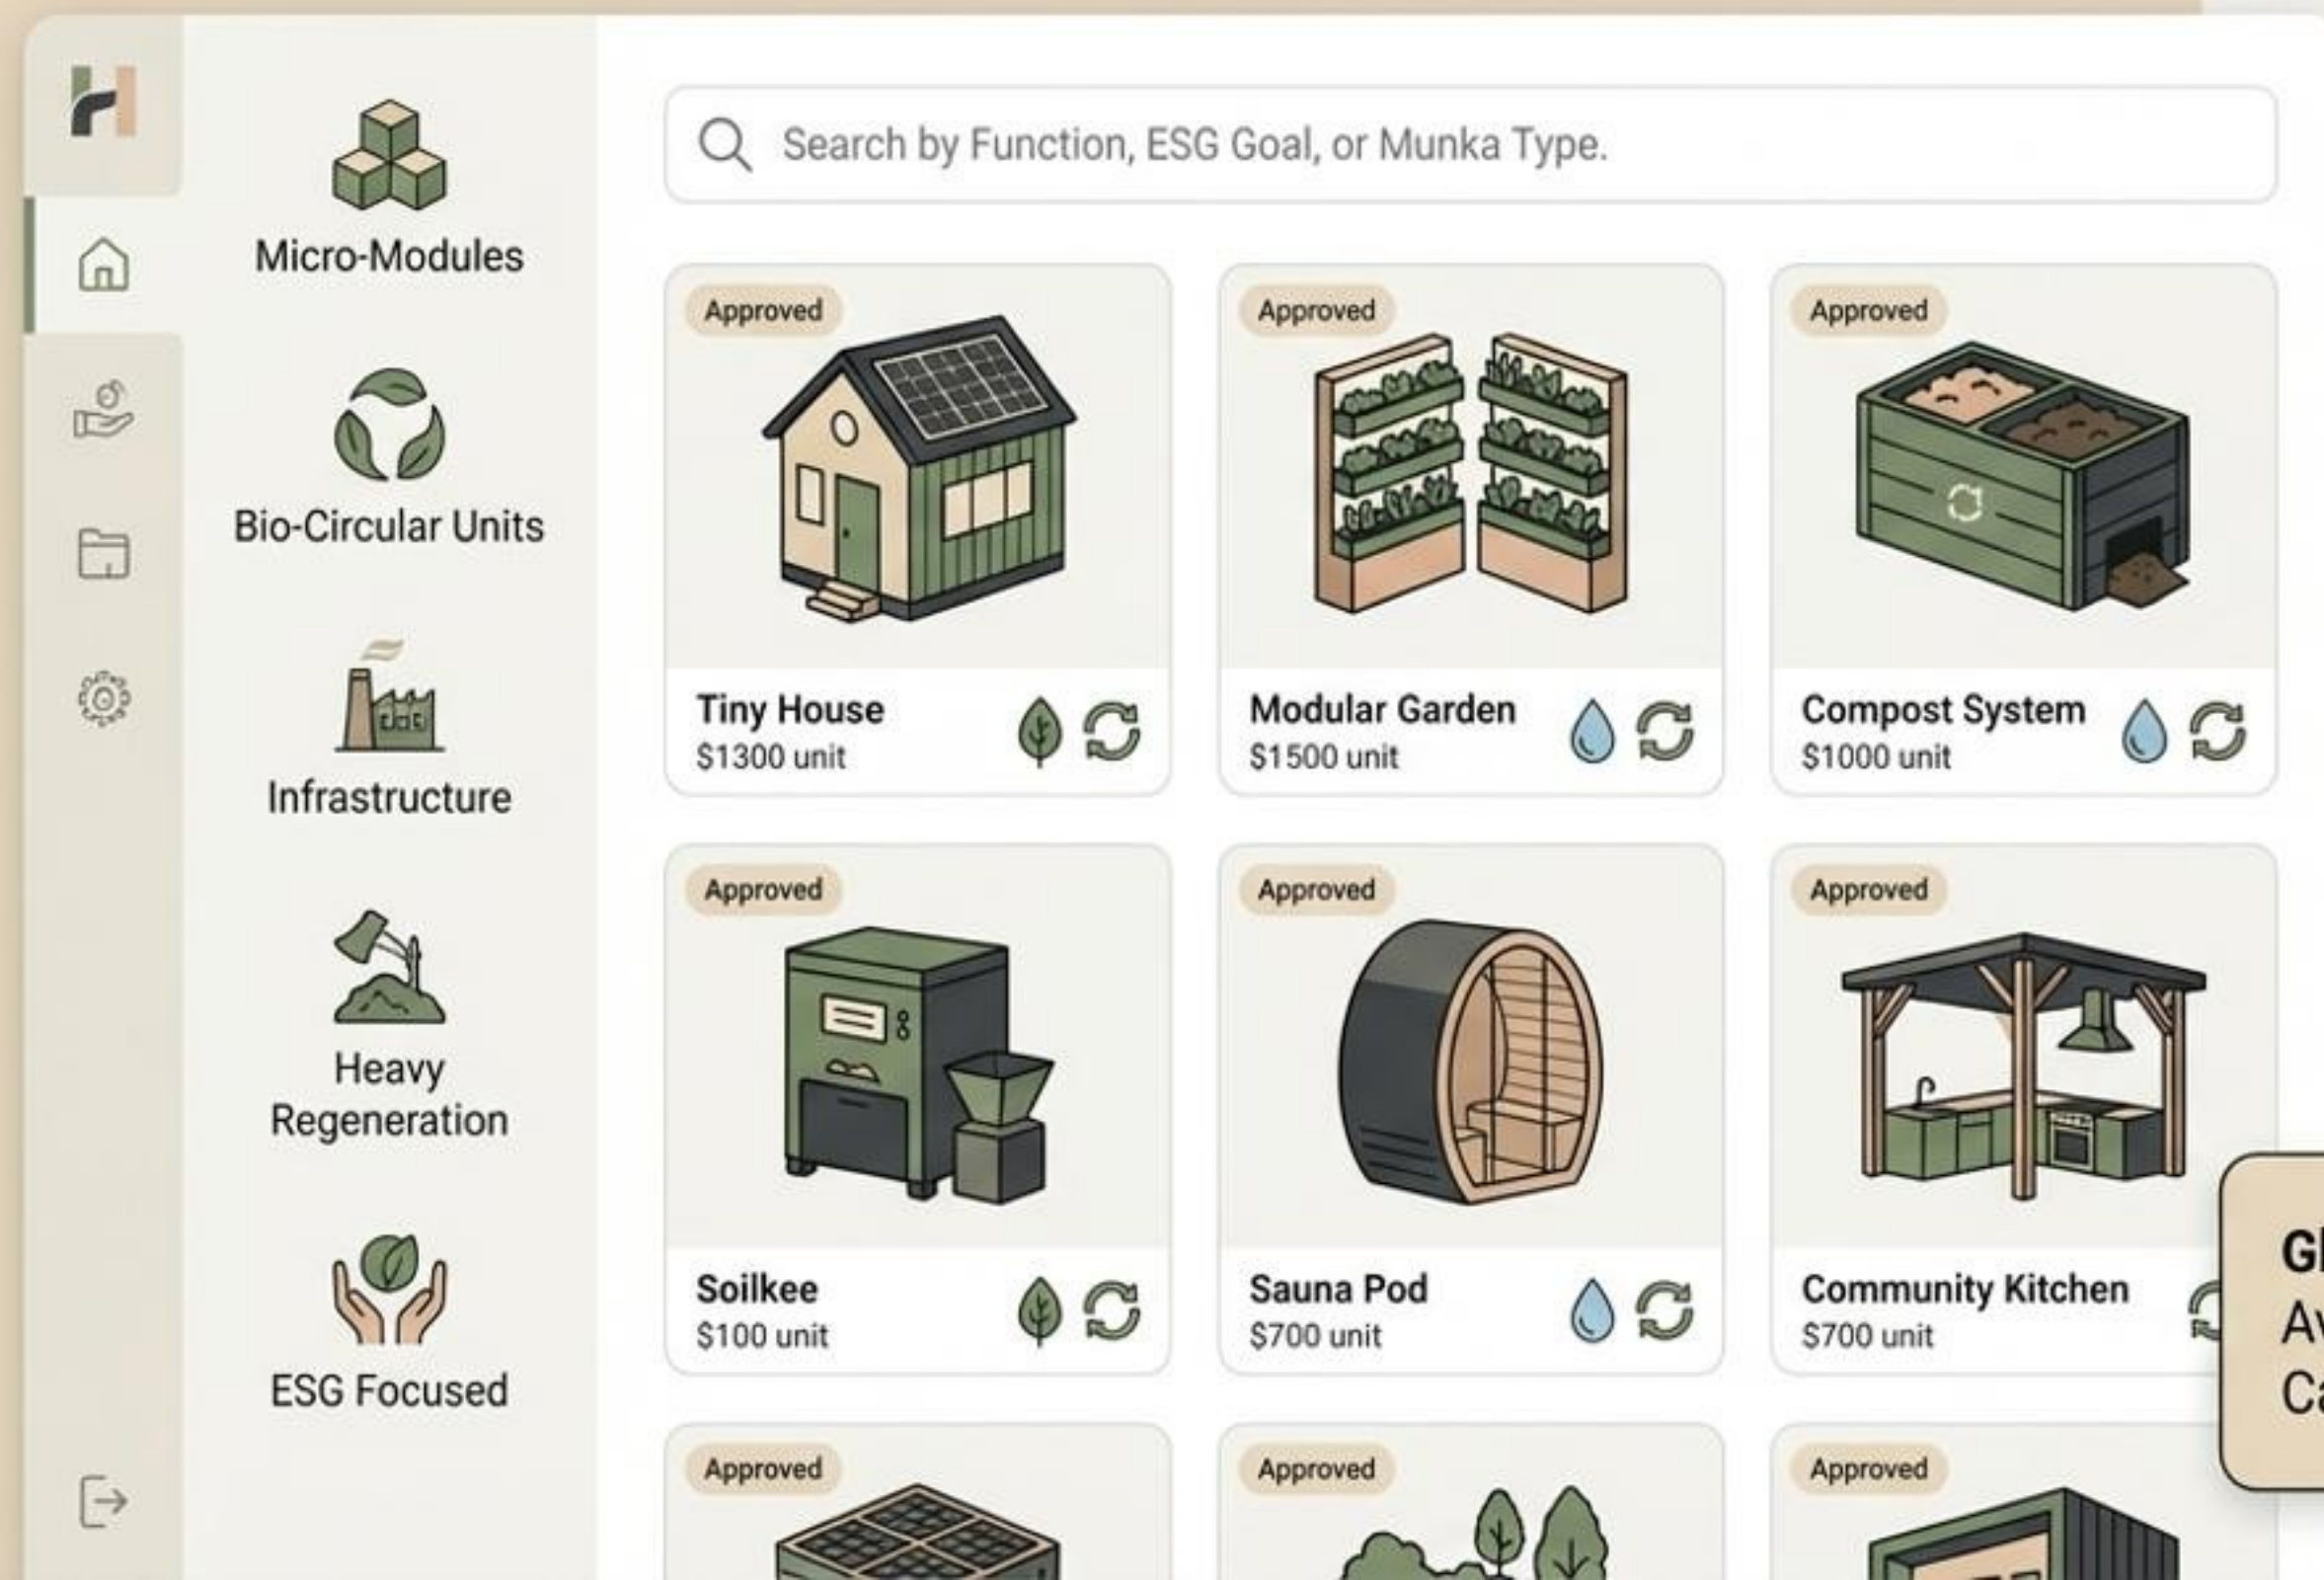 Micro-Modules
Bio-Circular Units
Infrastructure
Heavy
Regeneration
ESG Focused
Search by Function, ESG Goal, or Munka Type.
Approved
Tiny House
$1300 unit
Approved
Modular Garden
$1500 unit
Approved
Compost System
$1000 unit
Approved
Soilkee
$100 unit
Approved
Sauna Pod
$700 unit
Approved
Community Kitchen
$700 unit
Approved
Approved
Approved